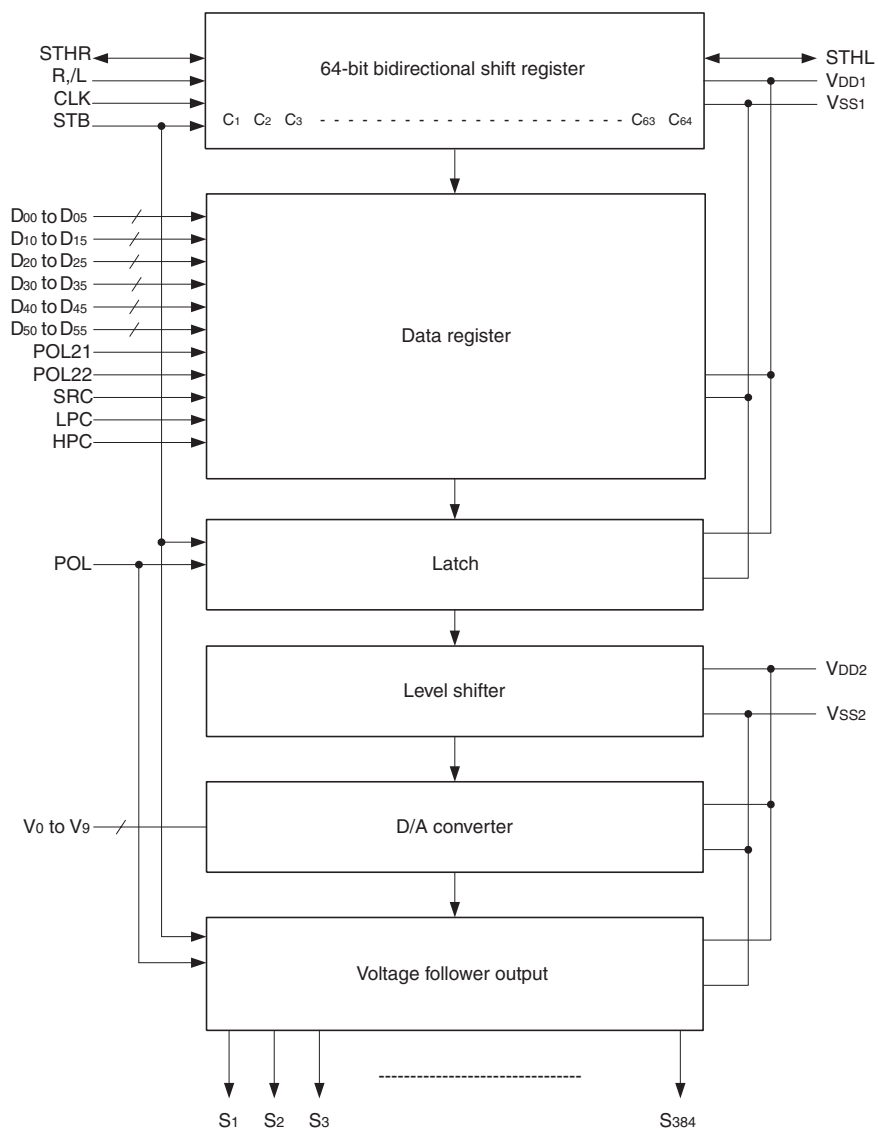 STHR
64-bit bidirectional shift register
STHL
R,/L
VDD1
CLK
VSS1
STB
C1 C2 C3 - - - - - - - - - - - - - - - - - - - - C63 C64
D00 to D05
D10 to D15
D20 to D25
D30 to D35
D40 to D45
D50 to D55
Data register
POL21
POL22
SRC
LPC
HPC
POL
Latch
VDD2
Level shifter
VSS2
V0 to V9
D/A converter
Voltage follower output
S1 S2 S3 S384